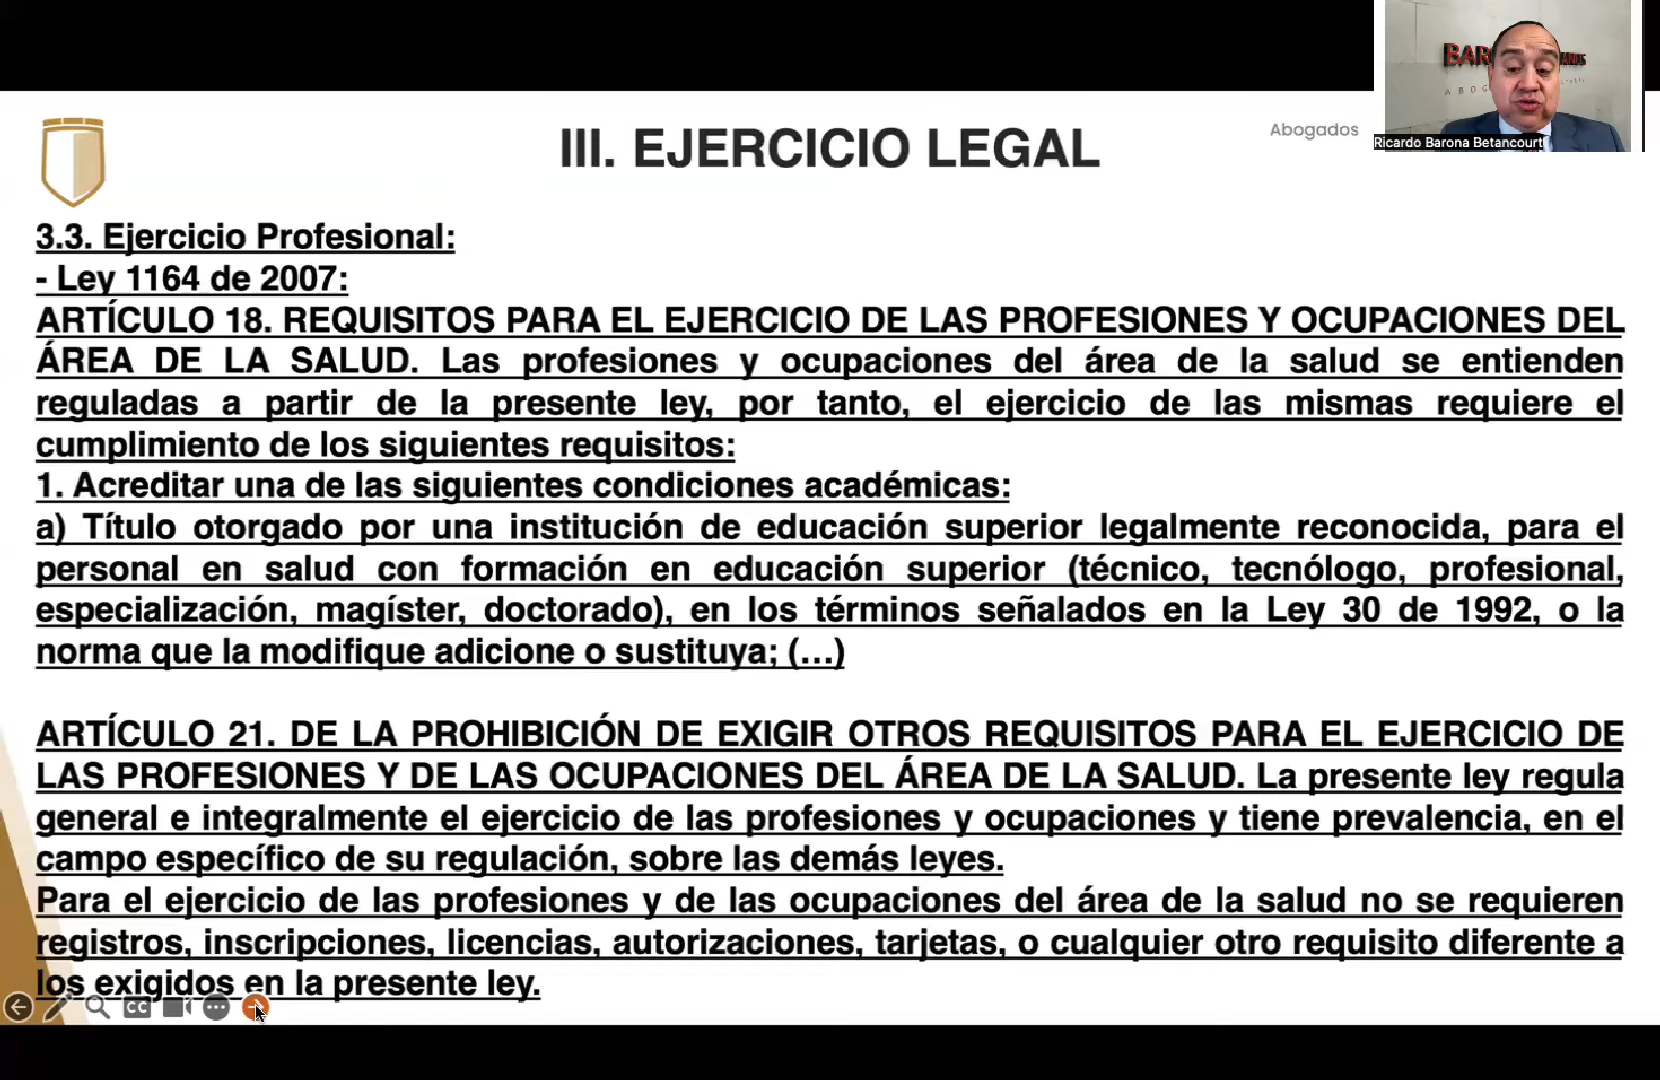 III. EJERCICIO LEGAL
Abogados
BAR
Ricardo Barona Betancourt
3.3. Ejercicio Profesional:
- Ley 1164 de 2007:
ARTÍCULO 18. REQUISITOS PARA EL EJERCICIO DE LAS PROFESIONES Y OCUPACIONES DEL
ÁREA DE LA SALUD. Las profesiones y ocupaciones del área de la salud se entienden
reguladas a partir de la presente ley, por tanto, el ejercicio de las mismas requiere el
cumplimiento de los siguientes requisitos:
1. Acreditar una de las siguientes condiciones académicas:
a) Título otorgado por una institución de educación superior legalmente reconocida, para el
personal en salud con formación en educación superior (técnico, tecnólogo, profesional,
especialización, magíster, doctorado), en los términos señalados en la Ley 30 de 1992, o la
norma que la modifique adicione o sustituya; (...)
ARTÍCULO 21. DE LA PROHIBICIÓN DE EXIGIR OTROS REQUISITOS PARA EL EJERCICIO DE
LAS PROFESIONES Y DE LAS OCUPACIONES DEL ÁREA DE LA SALUD. La presente ley regula
general e integralmente el ejercicio de las profesiones y ocupaciones y tiene prevalencia, en el
campo específico de su regulación, sobre las demás leyes.
Para el ejercicio de las profesiones y de las ocupaciones del área de la salud no se requieren
registros, inscripciones, licencias, autorizaciones, tarjetas, o cualquier otro requisito diferente a
los exigidos en la presente ley.
CC